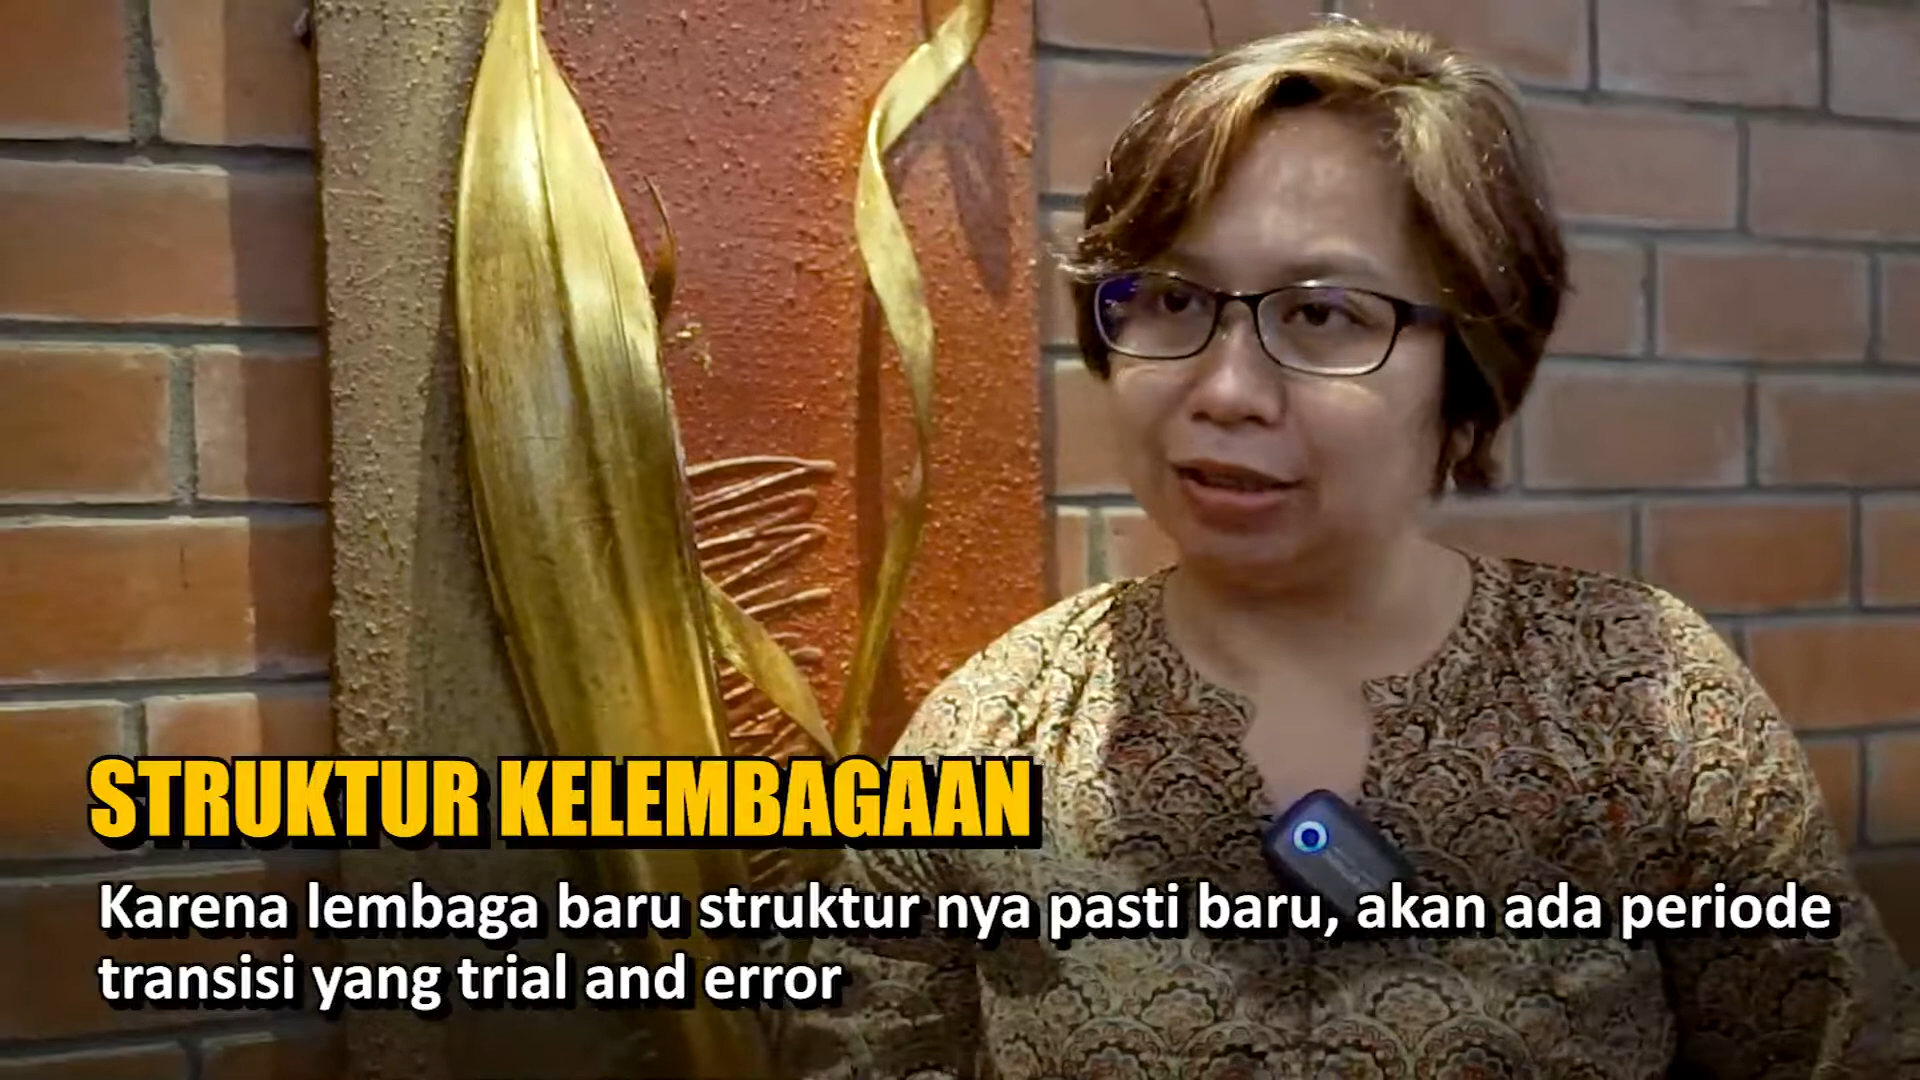 STRUKTUR KELEMBAGAAN
Karena lembaga baru struktur nya pasti baru, akan ada periode
transisi yang trial and error